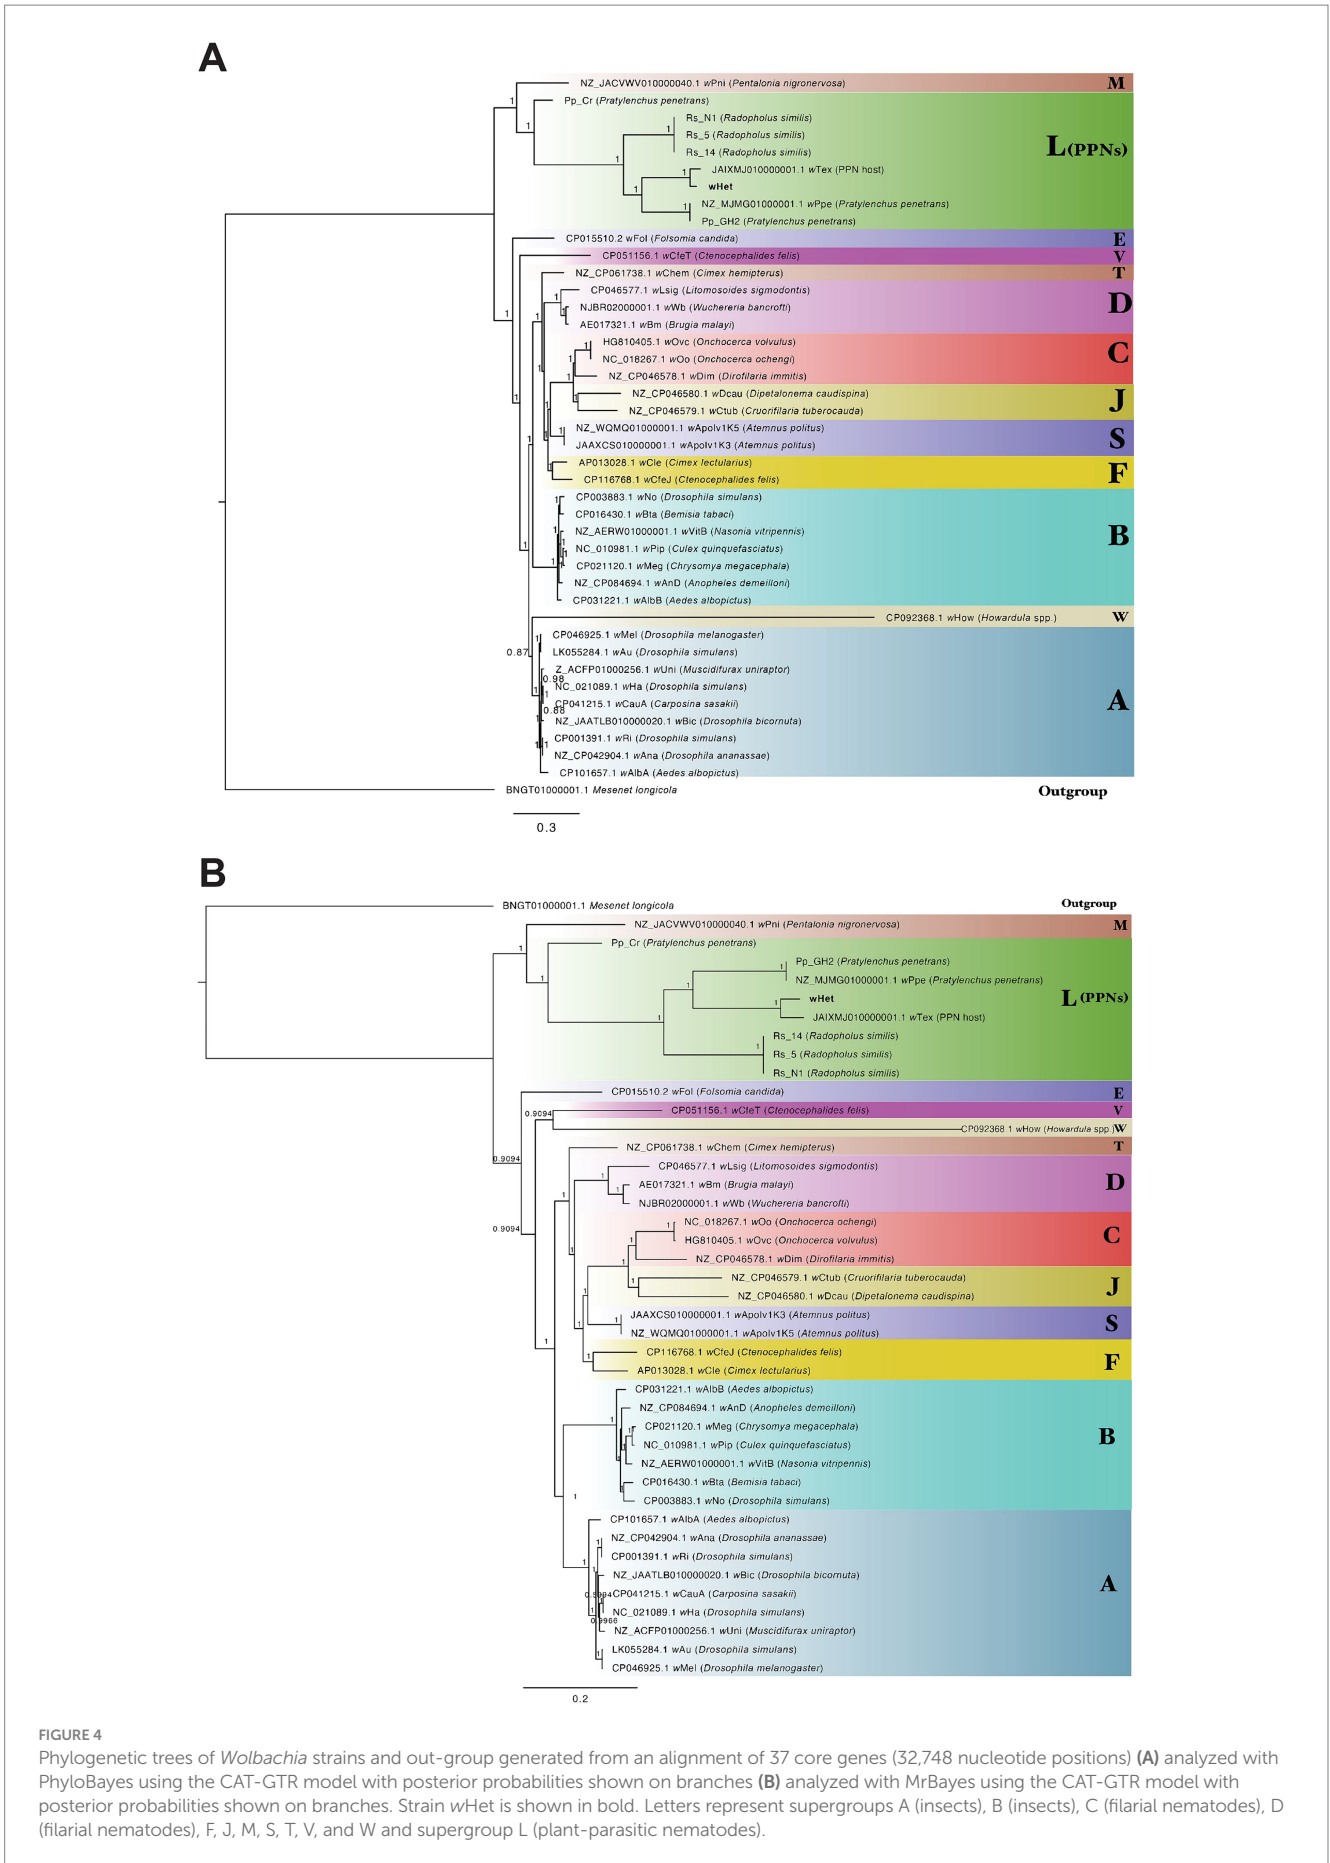 A
NZ_JACVWV010000040.1 wPni (Pentalonia nigronervosa) M
Pp_Cr (Pratylenchus penetrans)
Rs_N1 (Radopholus similis)
Rs_5 (Radopholus similis)
Rs_14 (Radopholus similis)
L (PPNs)
JAIXMJ010000001.1 wTex (PPN host)
wHet
NZ_MJMG01000001.1 wPpe (Pratylenchus penetrans)
Pp_GH2 (Pratylenchus penetrans)
CP015510.2 wFol (Folsomia candida) E
CP051156.1 wCfeT (Ctenocephalides felis) V
NZ_CP061738.1 wChem (Cimex hemipterus) T
CP046577.1 wLsig (Litomosoides sigmodontis)
NJBR02000001.1 wWb (Wuchereria bancrofti) D
AE017321.1 wBm (Brugia malayi)
HG810405.1 wOvc (Onchocerca volvulus)
NC_018267.1 wOo (Onchocerca ochengi) C
NZ_CP046578.1 wDim (Dirofilaria immitis)
NZ_CP046580.1 wDcau (Dipetalonema caudispina) J
NZ_CP046579.1 wCtub (Cruorifilaria tuberocauda)
NZ_WQMQ01000001.1 wApolv1K5 (Atemnus politus) S
JAAXCS010000001.1 wApolv1K3 (Atemnus politus)
AP013028.1 wCle (Cimex lectularius) F
CP116768.1 wCfeJ (Ctenocephalides felis)
CP003883.1 wNo (Drosophila simulans)
CP016430.1 wBta (Bemisia tabaci)
NZ_AERW01000001.1 wVitB (Nasonia vitripennis) B
NC_010981.1 wPip (Culex quinquefasciatus)
CP021120.1 wMeg (Chrysomya megacephala)
NZ_CP084694.1 wAnD (Anopheles demeilloni)
CP031221.1 wAlbB (Aedes albopictus)
CP092368.1 wHow (Howardula spp.) W
CP046925.1 wMel (Drosophila melanogaster)
0.87 LK055284.1 wAu (Drosophila simulans)
Z_ACFP01000256.1 wUni (Muscidifurax uniraptor)
0.98
NC_021089.1 wHa (Drosophila simulans)
CP041215.1 wCauA (Carposina sasakii) A
0.88
NZ_JAATLB010000020.1 wBic (Drosophila bicornuta)
CP001391.1 wRi (Drosophila simulans)
NZ_CP042904.1 wAna (Drosophila ananassae)
CP101657.1 wAlbA (Aedes albopictus)
BNGT01000001.1 Mesenet longicola Outgroup
0.3
B
BNGT01000001.1 Mesenet longicola Outgroup
NZ_JACVWV010000040.1 wPni (Pentalonia nigronervosa) M
Pp_Cr (Pratylenchus penetrans)
Pp_GH2 (Pratylenchus penetrans)
NZ_MJMG01000001.1 wPpe (Pratylenchus penetrans)
wHet L (PPNs)
JAIXMJ010000001.1 wTex (PPN host)
Rs_14 (Radopholus similis)
Rs_5 (Radopholus similis)
Rs_N1 (Radopholus similis)
CP015510.2 wFol (Folsomia candida) E
0.9094 CP051156.1 wCfeT (Ctenocephalides felis) V
CP092368.1 wHow (Howardula spp.) W
NZ_CP061738.1 wChem (Cimex hemipterus) T
0.9094 CP046577.1 wLsig (Litomosoides sigmodontis)
AE017321.1 wBm (Brugia malayi) D
NJBR02000001.1 wWb (Wuchereria bancrofti)
0.9094 NC_018267.1 wOo (Onchocerca ochengi)
HG810405.1 wOvc (Onchocerca volvulus) C
NZ_CP046578.1 wDim (Dirofilaria immitis)
NZ_CP046579.1 wCtub (Cruorifilaria tuberocauda) J
NZ_CP046580.1 wDcau (Dipetalonema caudispina)
JAAXCS010000001.1 wApolv1K3 (Atemnus politus) S
NZ_WQMQ01000001.1 wApolv1K5 (Atemnus politus)
CP116768.1 wCfeJ (Ctenocephalides felis) F
AP013028.1 wCle (Cimex lectularius)
CP031221.1 wAlbB (Aedes albopictus)
NZ_CP084694.1 wAnD (Anopheles demeilloni)
CP021120.1 wMeg (Chrysomya megacephala) B
NC_010981.1 wPip (Culex quinquefasciatus)
NZ_AERW01000001.1 wVitB (Nasonia vitripennis)
CP016430.1 wBta (Bemisia tabaci)
CP003883.1 wNo (Drosophila simulans)
CP101657.1 wAlbA (Aedes albopictus)
NZ_CP042904.1 wAna (Drosophila ananassae)
CP001391.1 wRi (Drosophila simulans)
NZ_JAATLB010000020.1 wBic (Drosophila bicornuta) A
CP041215.1 wCauA (Carposina sasakii)
NC_021089.1 wHa (Drosophila simulans)
0.9966
NZ_ACFP01000256.1 wUni (Muscidifurax uniraptor)
LK055284.1 wAu (Drosophila simulans)
CP046925.1 wMel (Drosophila melanogaster)
0.2
FIGURE 4
Phylogenetic trees of Wolbachia strains and out-group generated from an alignment of 37 core genes (32,748 nucleotide positions) (A) analyzed with
PhyloBayes using the CAT-GTR model with posterior probabilities shown on branches (B) analyzed with MrBayes using the CAT-GTR model with
posterior probabilities shown on branches. Strain wHet is shown in bold. Letters represent supergroups A (insects), B (insects), C (filarial nematodes), D
(filarial nematodes), F, J, M, S, T, V, and W and supergroup L (plant-parasitic nematodes).